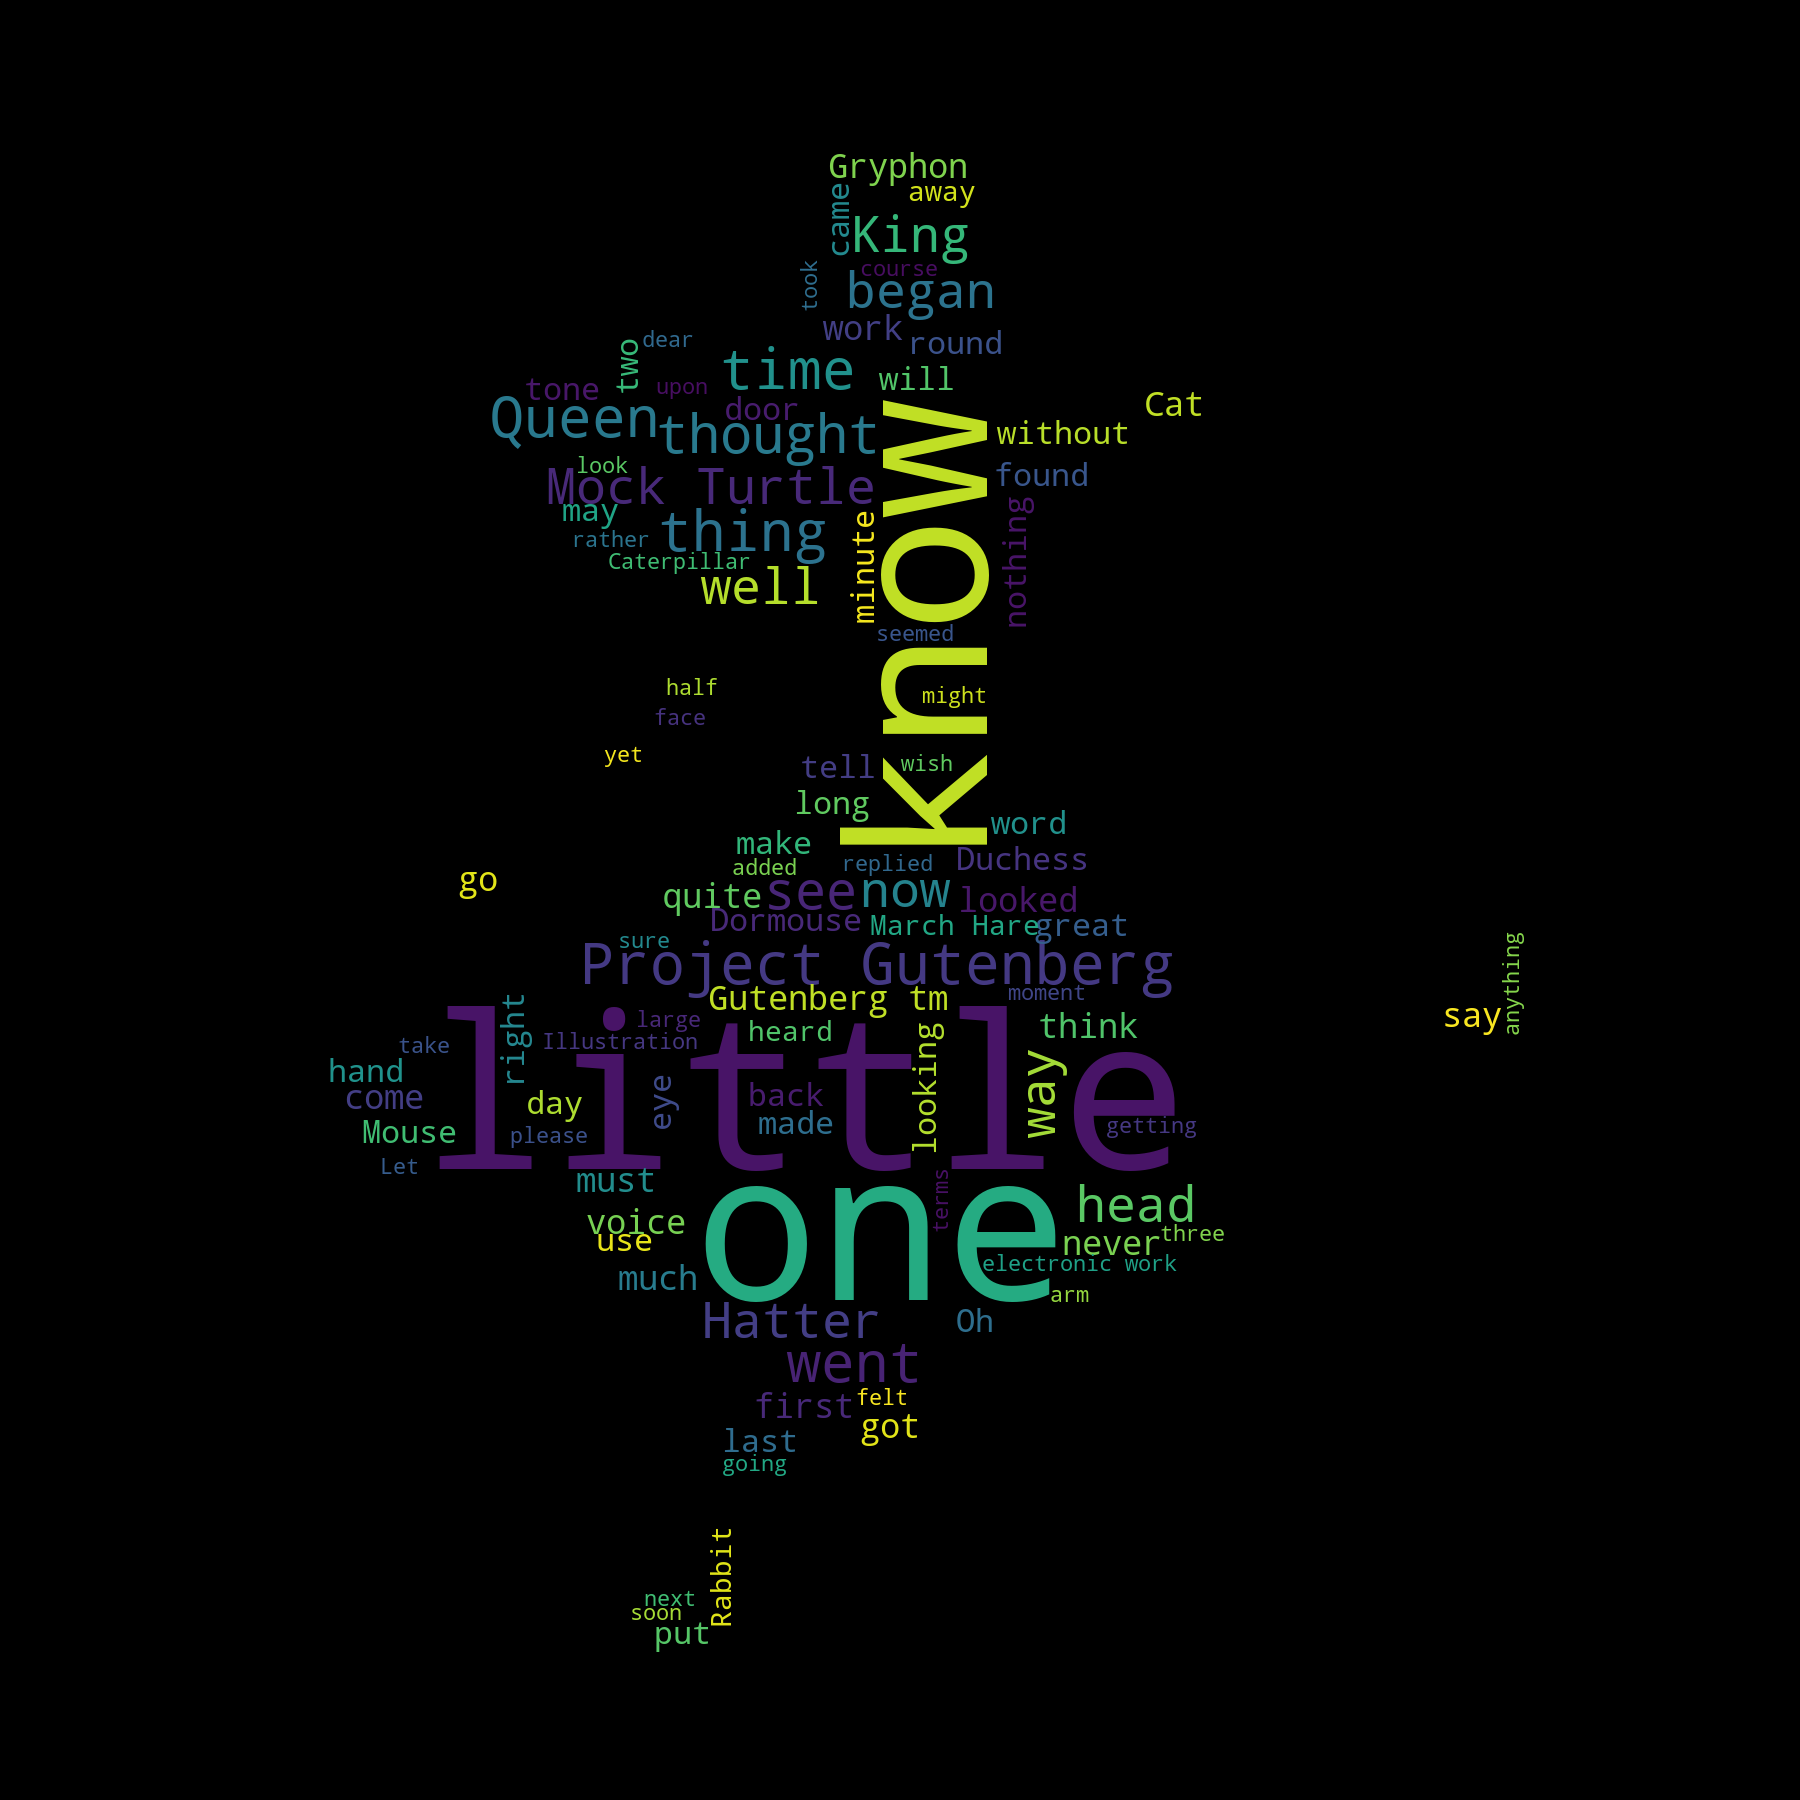 Gryphon
came
away
King
course
took
began
work
round
two
dear
time
will
tone
upon
door
Cat
Queen
thought
without
look
Mock Turtle
found
may
thing
minute
know
nothing
rather
Caterpillar
well
seemed
half
might
face
yet
tell
wish
long
word
make
added
replied
Duchess
go
quite
see
now
looked
Dormouse
March Hare
great
sure
Project Gutenberg
anything
Gutenberg tm
moment
right
large
say
take
Illustration
heard
looking
think
hand
little
come
day
eye
back
made
way
Mouse
please
getting
Let
must
one
terms
head
voice
use
never
three
much
electronic work
arm
Hatter
Oh
went
first
felt
got
last
going
Rabbit
next
soon
put